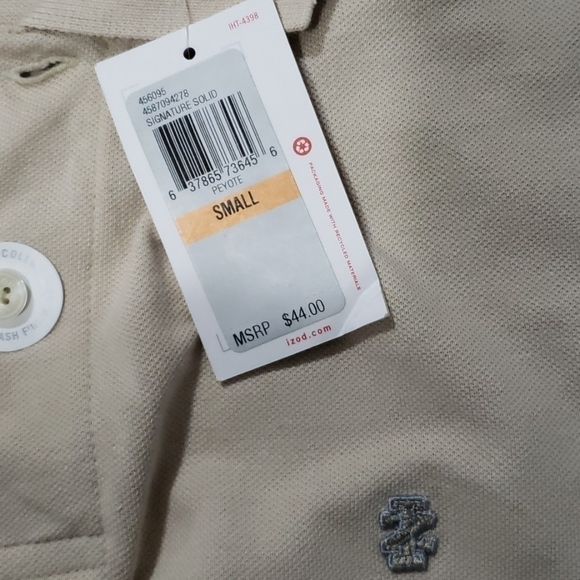 IHT-4398
456095
4587094278
SIGNATURE SOLID
6 37865 73645 6
PEYOTE
SMALL
MSRP $44.00
izod.com
PACKAGING MADE WITH RECYCLED MATERIALS